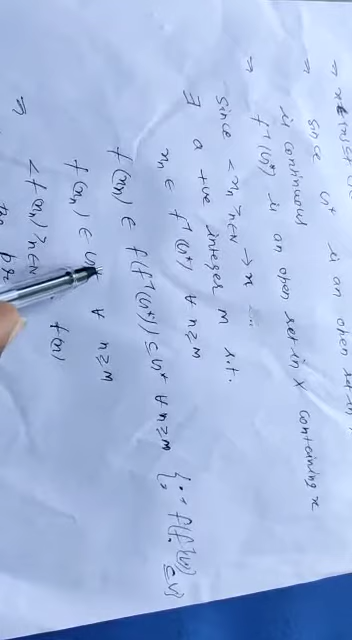 Since U* is an open set in
is continuous
⇒ f⁻¹(U*) is an open set in X containing x
Since <xn>n∈N → x
∃ a +ve integer M s.t.
xn ∈ f⁻¹(U*) ∀ n≥M
f(xn) ∈ f(f⁻¹(U*)) ⊆ U* ∀ n≥M {∵ f(f⁻¹(U)) ⊆U}
f(xn) ∈ U* ∀ n≥M
⇒ <f(xn)>n∈N f(x)